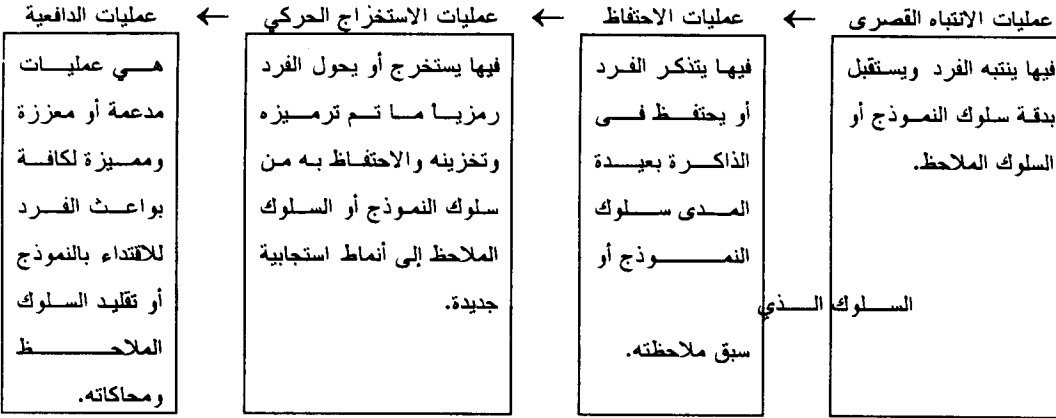 عمليات الانتباه القصرى ← عمليات الاحتفاظ ← عمليات الاستخراج الحركي ← عمليات الدافعية
فيها ينتبه الفرد ويستقبل
بدقة سلوك النموذج أو
السلوك الملاحظ.
فيها يتذكر الفرد
أو يحتفظ فى
الذاكرة بعيدة
المدى سلوك
النموذج أو
السلوك الذي
سبق ملاحظته.
فيها يستخرج أو يحول الفرد
رمزياً ما تم ترميزه
وتخزينه والاحتفاظ به من
سلوك النموذج أو السلوك
الملاحظ إلى أنماط استجابية
جديدة.
هي عمليات
مدعمة أو معززة
ومميزة لكافة
بواعث الفرد
للاقتداء بالنموذج
أو تقليد السلوك
الملاحظ
ومحاكاته.